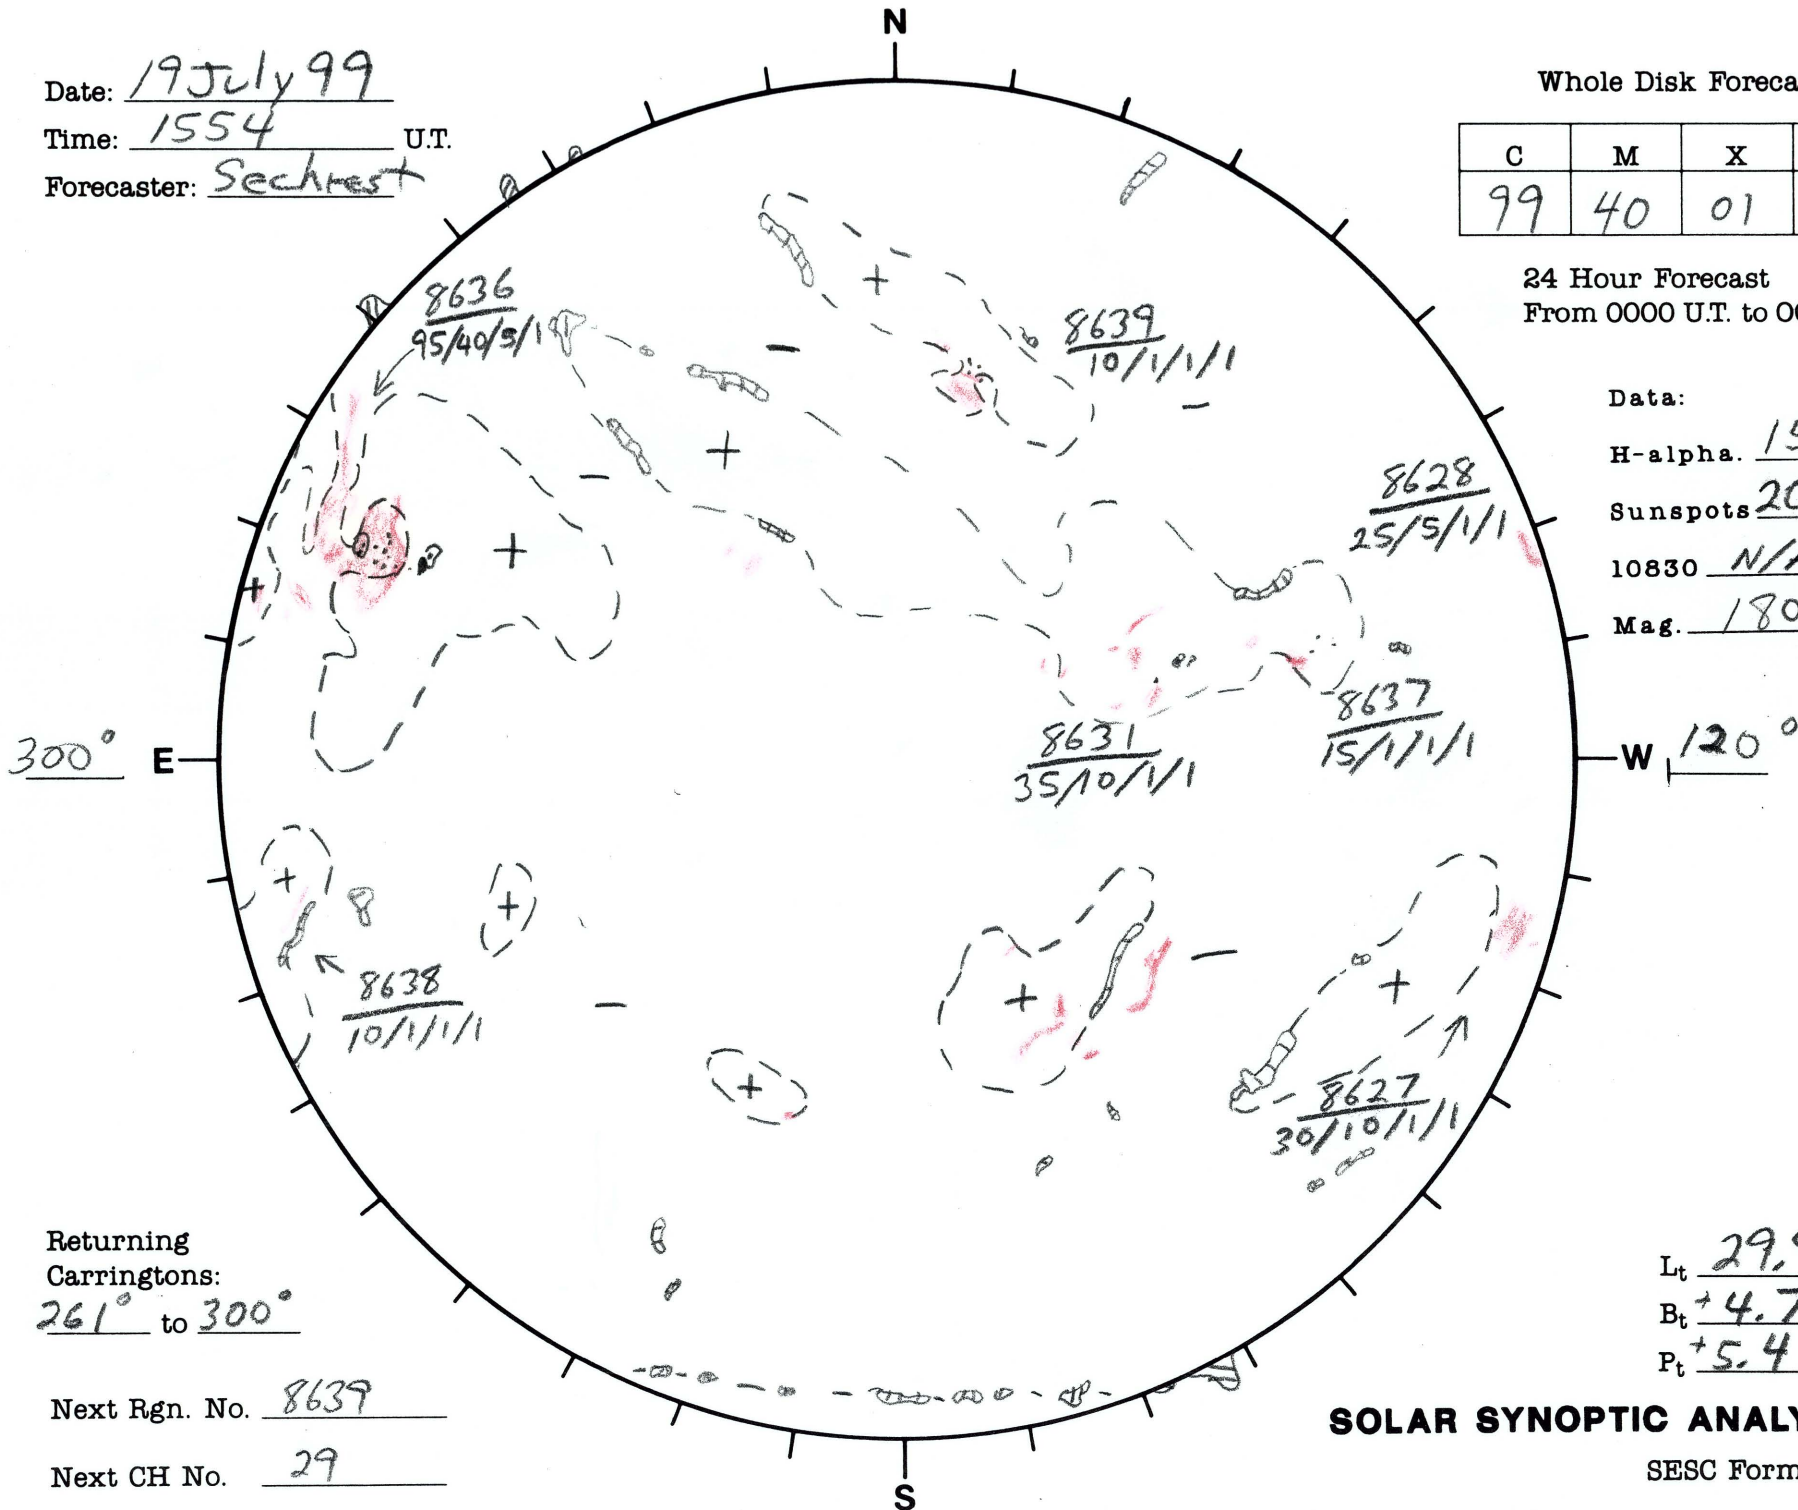 N
Date: 19 July 99
Time: 1554 U.T.
Forecaster: Sechrest
Whole Disk
C M X
99 40 01
24 Hour Forecast
From 0000 U.T. to
8636
95/40/5/1
8639
10/1/1/1
Data:
H-alpha.
Sunspots
10830
Mag.
8628
25/5/1/1
+
-
+
-
-
+
+
8637
15/1/1/1
8631
35/10/1/1
300° E
W 120°
+
+
8638
10/1/1/1
-
-
+
+
+
8627
30/10/1/1
Returning
Carringtons:
261° to 300°
Next Rgn. No. 8639
Next CH No. 29
Lt
Bt
Pt
SOLAR SYNOPTIC
SESC
S